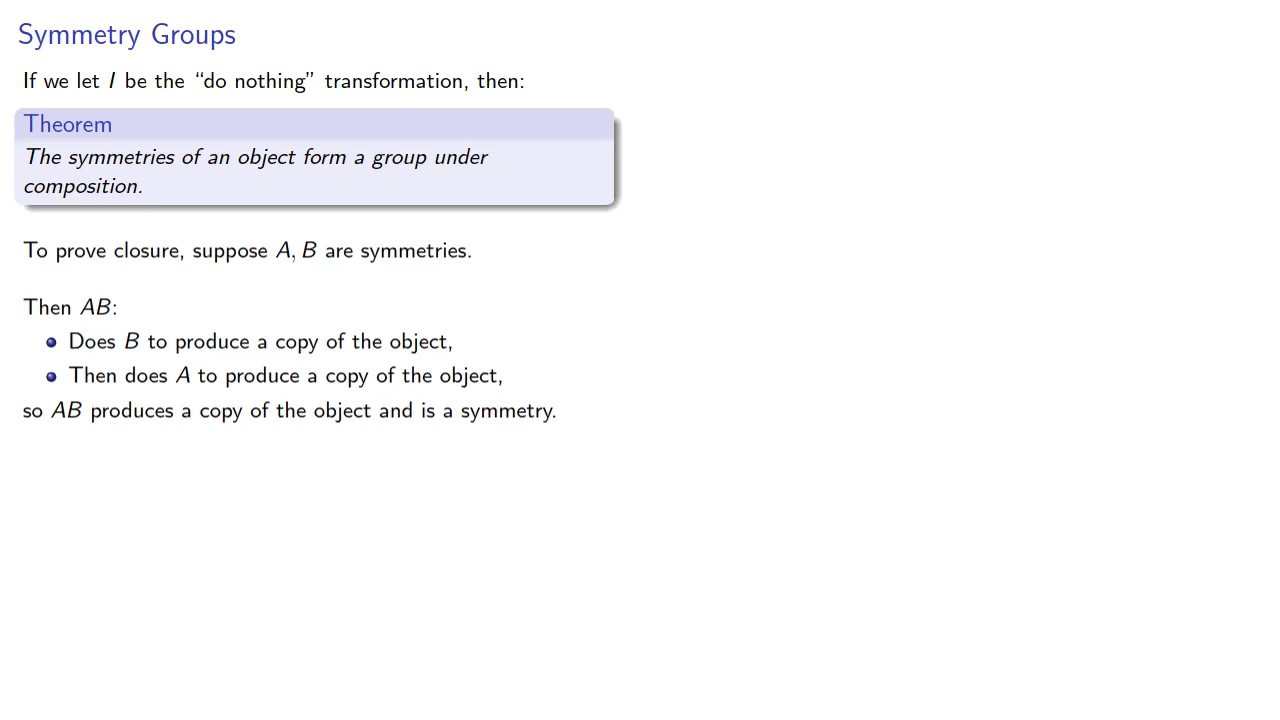 Symmetry Groups
If we let I be the “do nothing” transformation, then:
Theorem
The symmetries of an object form a group under
composition.
To prove closure, suppose A, B are symmetries.
Then AB:
Does B to produce a copy of the object,
Then does A to produce a copy of the object,
so AB produces a copy of the object and is a symmetry.